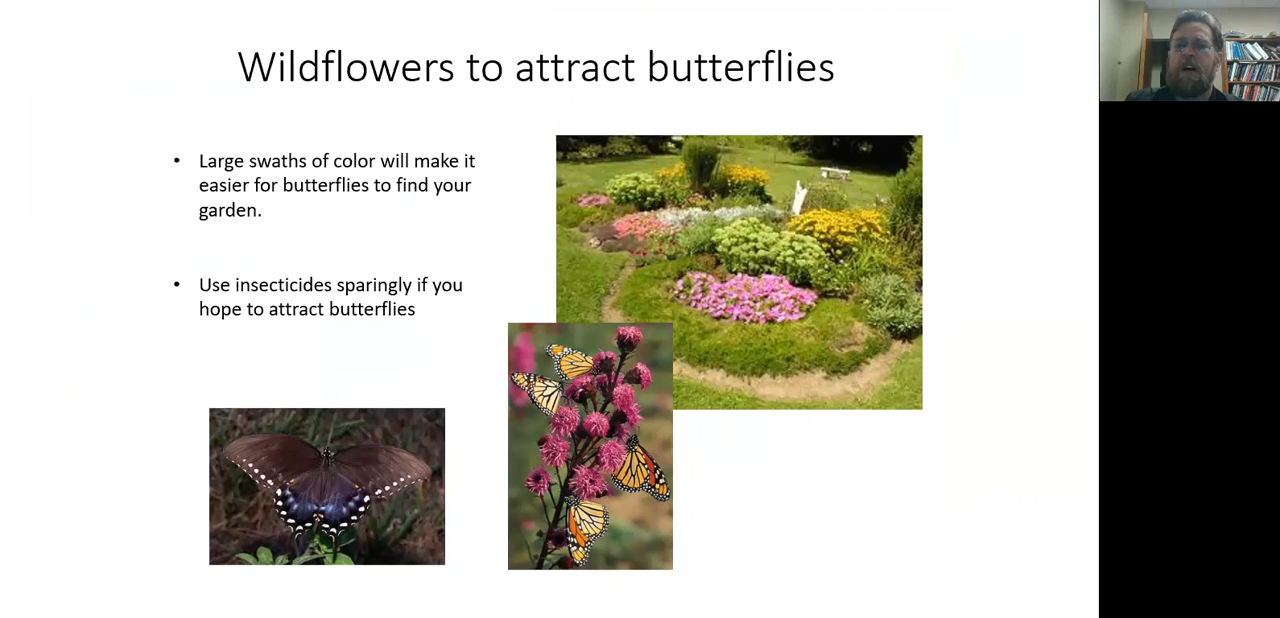 Wildflowers to attract butterflies
• Large swaths of color will make it
easier for butterflies to find your
garden.
• Use insecticides sparingly if you
hope to attract butterflies